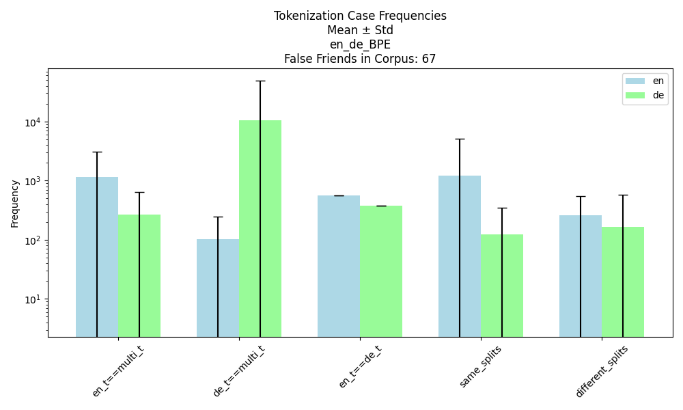 Tokenization Case Frequencies
Mean ± Std
en_de_BPE
False Friends in Corpus: 67
en
de
Frequency
10⁴
10³
10²
10¹
en_t==multi_t
de_t==multi_t
en_t==de_t
same_splits
different_splits